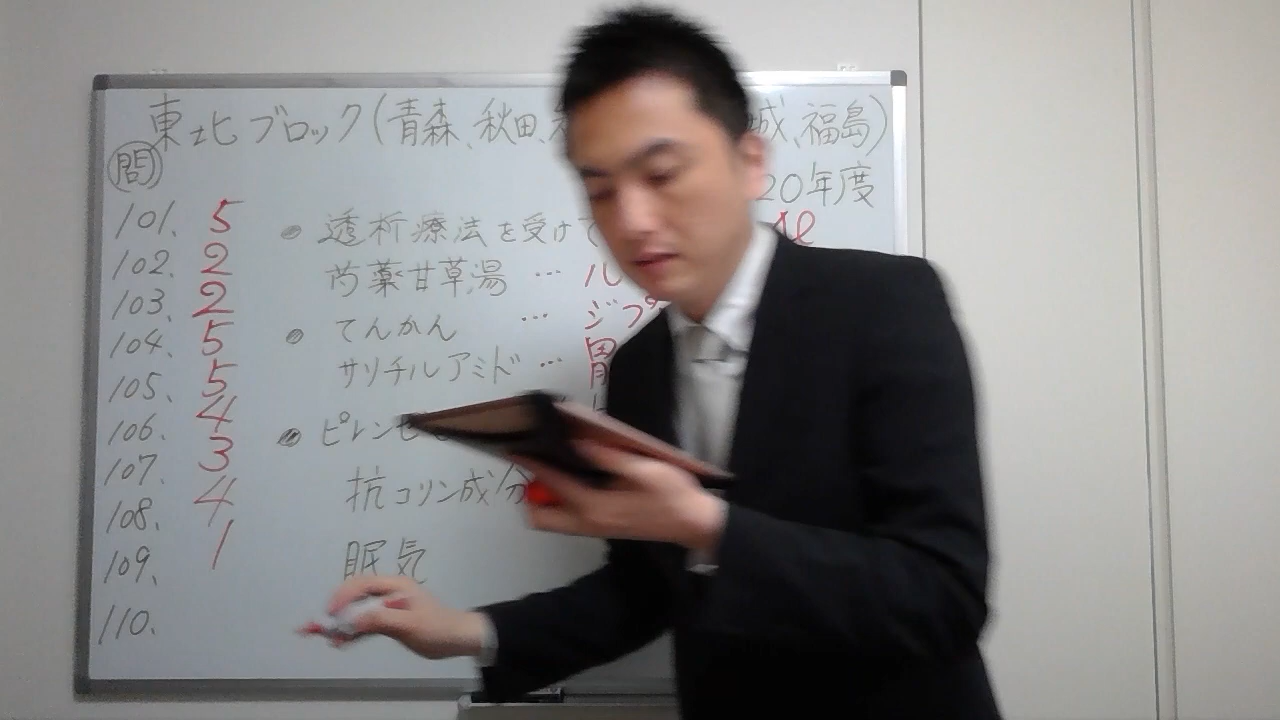 東北ブロック(青森、秋田、 城、福島)
問 20年度
101. 5 ● 透析療法を受けて
102. 2 芍薬甘草湯 … ル
103. 2 ● てんかん … ジプ
104. 5 サリチルアミド … 胃
105. 5 ● ピレンゼ
106. 4 抗コリン成分
107. 3 眠気
108. 4
109. 1
110.